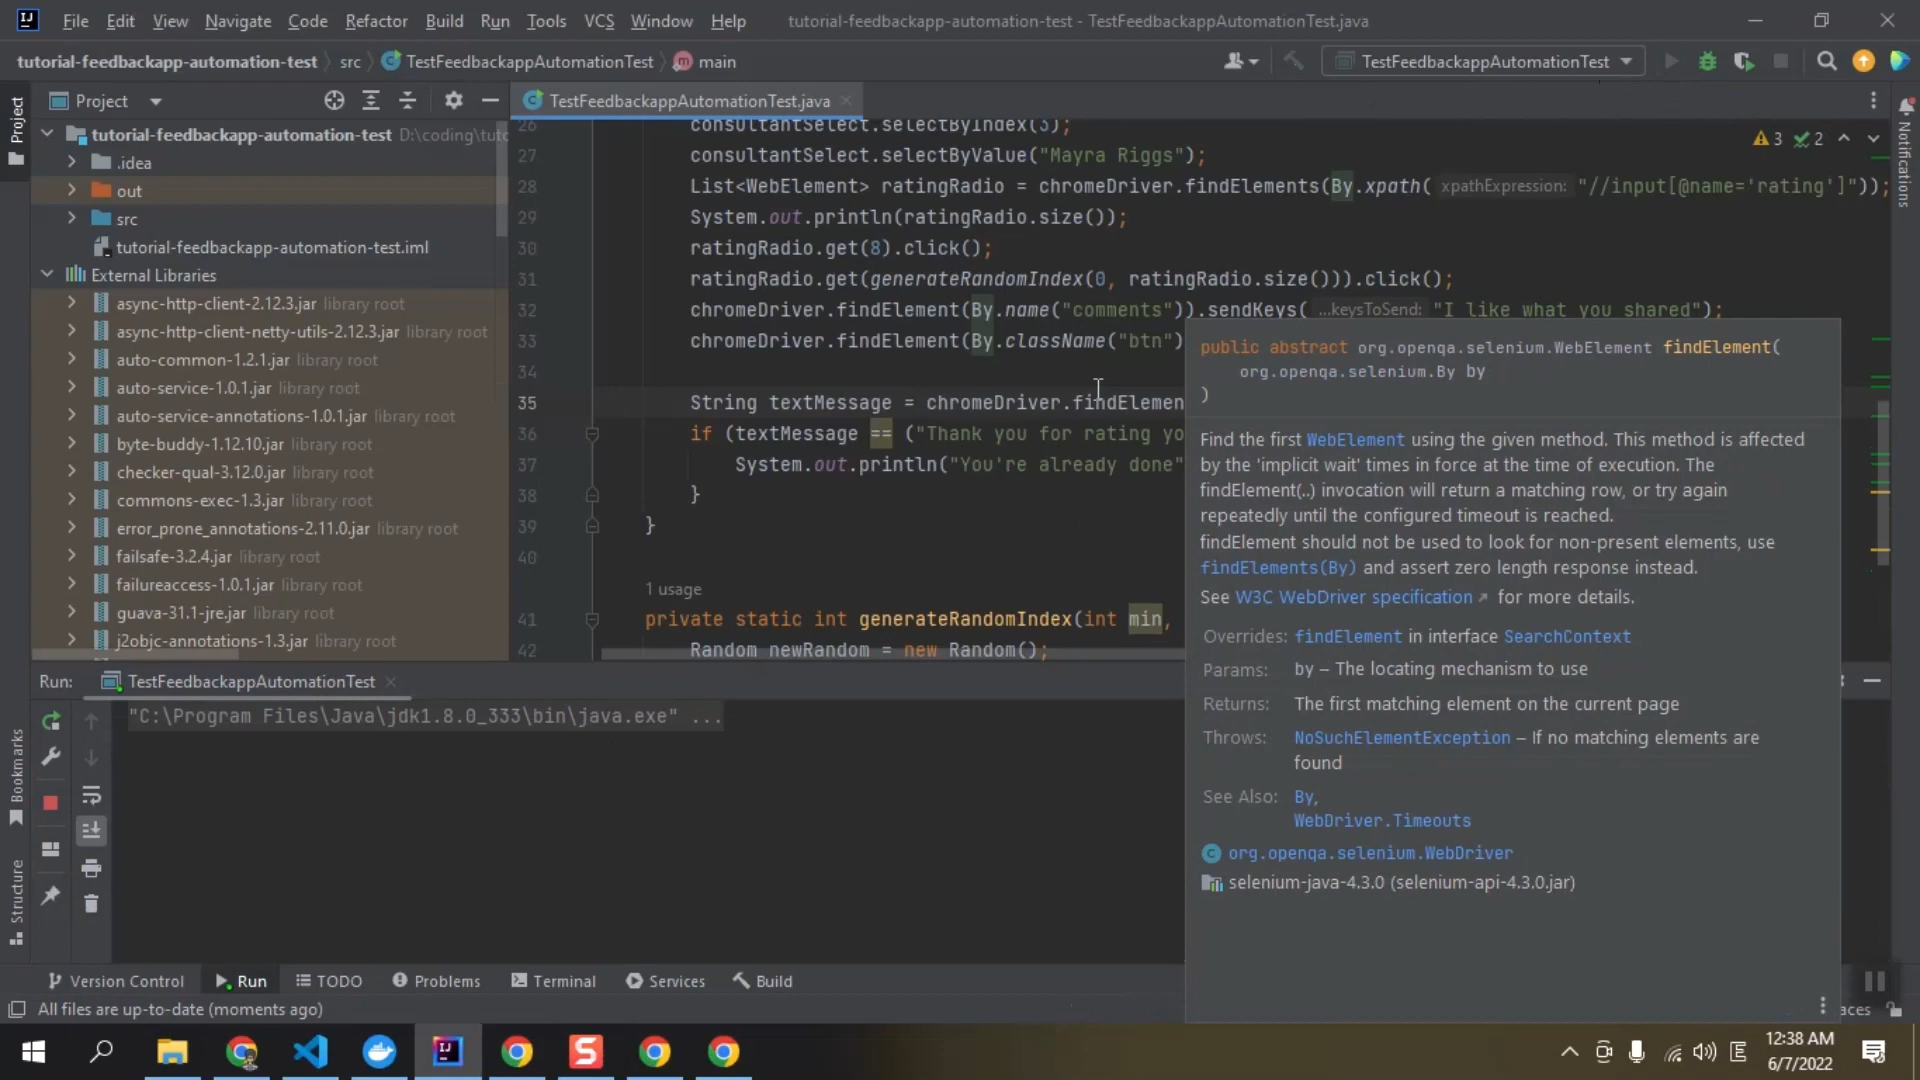 File Edit View Navigate Code Refactor Build Run Tools VCS Window Help tutorial-feedbackapp-automation-test - TestFeedbackappAutomationTest.java
tutorial-feedbackapp-automation-test src TestFeedbackappAutomationTest main TestFeedbackappAutomationTest
Project TestFeedbackappAutomationTest.java
tutorial-feedbackapp-automation-test D:\coding\tutc
.idea
out
src
tutorial-feedbackapp-automation-test.iml
External Libraries
async-http-client-2.12.3.jar library root
async-http-client-netty-utils-2.12.3.jar library root
auto-common-1.2.1.jar library root
auto-service-1.0.1.jar library root
auto-service-annotations-1.0.1.jar library root
byte-buddy-1.12.10.jar library root
checker-qual-3.12.0.jar library root
commons-exec-1.3.jar library root
error_prone_annotations-2.11.0.jar library root
failsafe-3.2.4.jar library root
failureaccess-1.0.1.jar library root
guava-31.1-jre.jar library root
j2objc-annotations-1.3.jar library root
Project
Bookmarks
Structure
Notifications
3 2
26 consultantSelect.selectByIndex(3);
27 consultantSelect.selectByValue("Mayra Riggs");
28 List<WebElement> ratingRadio = chromeDriver.findElements(By.xpath( xpathExpression: "//input[@name='rating']"));
29 System.out.println(ratingRadio.size());
30 ratingRadio.get(8).click();
31 ratingRadio.get(generateRandomIndex(0, ratingRadio.size())).click();
32 chromeDriver.findElement(By.name("comments")).sendKeys( ...keysToSend: "I like what you shared");
33 chromeDriver.findElement(By.className("btn")
34
35 String textMessage = chromeDriver.findElemen
36 if (textMessage == ("Thank you for rating yo
37 System.out.println("You're already done"
38 }
39 }
40
1 usage
41 private static int generateRandomIndex(int min,
42 Random newRandom = new Random();
public abstract org.openqa.selenium.WebElement findElement(
org.openqa.selenium.By by
)
Find the first WebElement using the given method. This method is affected
by the 'implicit wait' times in force at the time of execution. The
findElement(..) invocation will return a matching row, or try again
repeatedly until the configured timeout is reached.
findElement should not be used to look for non-present elements, use
findElements(By) and assert zero length response instead.
See W3C WebDriver specification for more details.
Overrides: findElement in interface SearchContext
Params: by – The locating mechanism to use
Returns: The first matching element on the current page
Throws: NoSuchElementException – If no matching elements are
found
See Also: By,
WebDriver.Timeouts
org.openqa.selenium.WebDriver
selenium-java-4.3.0 (selenium-api-4.3.0.jar)
Run: TestFeedbackappAutomationTest
"C:\Program Files\Java\jdk1.8.0_333\bin\java.exe" ...
Version Control Run TODO Problems Terminal Services Build
All files are up-to-date (moments ago) aces
12:38 AM
6/7/2022